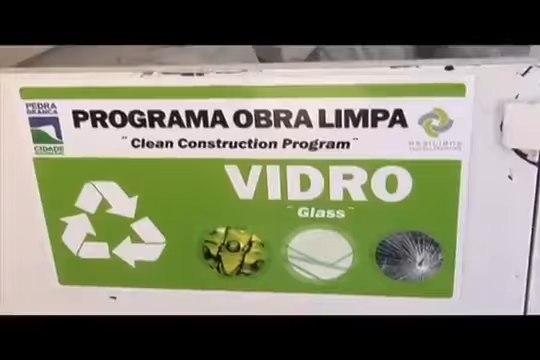 PEDRA
BRANCA
CIDADE
PROGRAMA OBRA LIMPA
"Clean Construction Program"
VIDRO
"Glass"